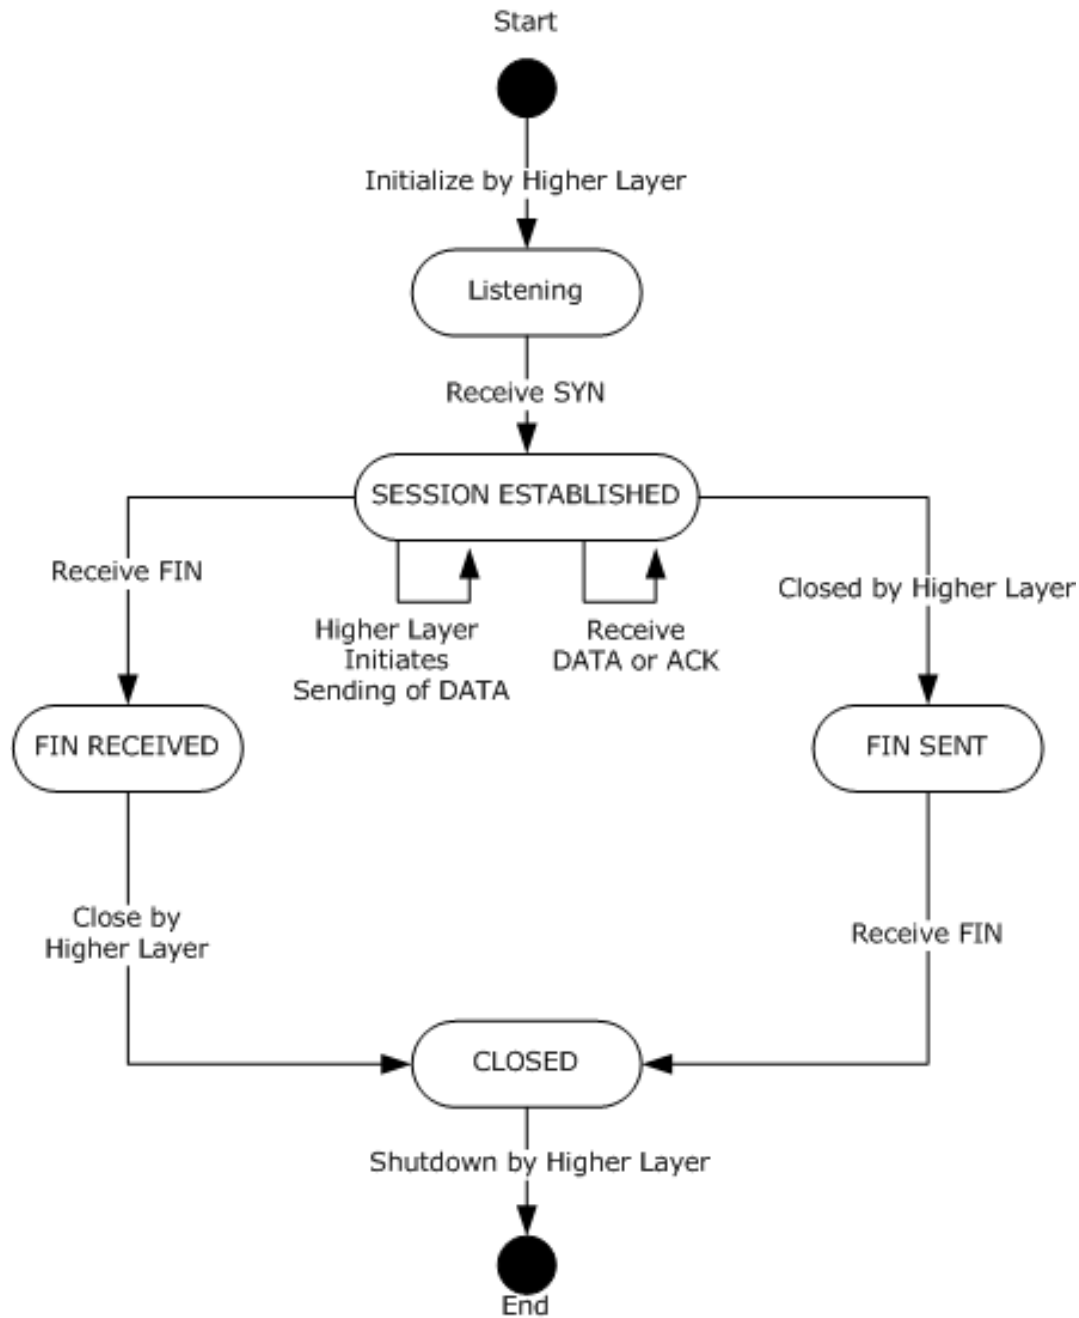 Start
Initialize by Higher Layer
Listening
Receive SYN
SESSION ESTABLISHED
Receive FIN
Closed by Higher Layer
Higher Layer
Initiates
Sending of DATA
Receive
DATA or ACK
FIN RECEIVED
FIN SENT
Close by
Higher Layer
Receive FIN
CLOSED
Shutdown by Higher Layer
End